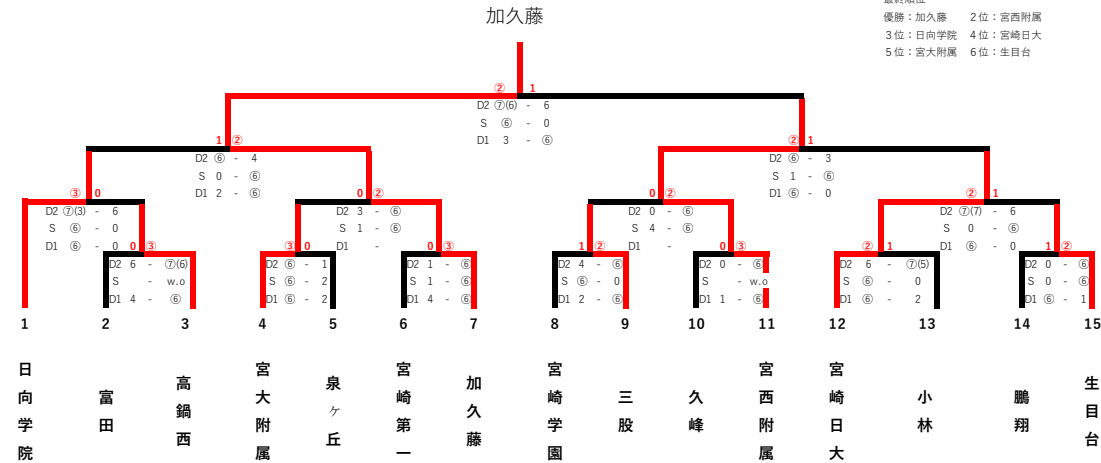 最終順位
加久藤
優勝：加久藤　2位：宮西附属
3位：日向学院　4位：宮崎日大
5位：宮大附属　6位：生目台
② 1
D2 ⑦(6) - 6
S ⑥ - 0
D1 3 - ⑥
1 ②
D2 ⑥ - 4
S 0 - ⑥
D1 2 - ⑥
② 1
D2 ⑥ - 3
S 1 - ⑥
D1 ⑥ - 0
③ 0
D2 ⑦(3) - 6
S ⑥ - 0
D1 ⑥ - 0
0 ②
D2 3 - ⑥
S 1 - ⑥
D1 -
0 ②
D2 0 - ⑥
S 4 - ⑥
D1 -
② 1
D2 ⑦(7) - 6
S 0 - ⑥
D1 ⑥ - 0
0 ③
D2 6 - ⑦(6)
S - w.o
D1 4 - ⑥
③ 0
D2 ⑥ - 1
S ⑥ - 2
D1 ⑥ - 2
0 ③
D2 1 - ⑥
S 1 - ⑥
D1 4 - ⑥
1 ②
D2 4 - ⑥
S ⑥ - 0
D1 2 - ⑥
0 ③
D2 0 - ⑥
S - w.o
D1 1 - ⑥
② 1
D2 6 - ⑦(5)
S ⑥ - 0
D1 ⑥ - 2
1 ②
D2 0 - ⑥
S 0 - ⑥
D1 ⑥ - 1
1 2 3 4 5 6 7 8 9 10 11 12 13 14 15
日向学院
富田
高鍋西
宮大附属
泉ヶ丘
宮崎第一
加久藤
宮崎学園
三股
久峰
宮西附属
宮崎日大
小林
鵬翔
生目台